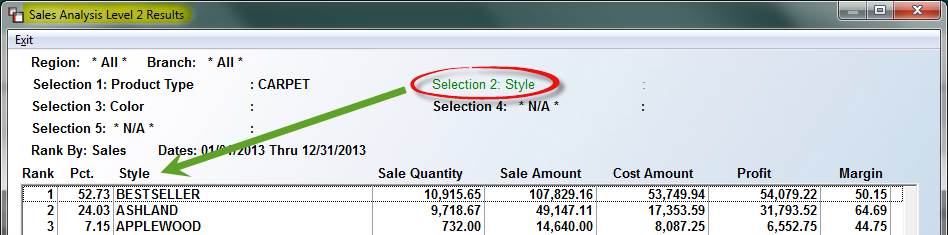 Sales Analysis Level 2 Results
Exit
Region: * All * Branch: * All *
Selection 1: Product Type : CARPET Selection 2: Style :
Selection 3: Color : Selection 4: * N/A * :
Selection 5: * N/A * :
Rank By: Sales Dates: 01/01/2013 Thru 12/31/2013
Rank Pct. Style Sale Quantity Sale Amount Cost Amount Profit Margin
1 52.73 BESTSELLER 10,915.65 107,829.16 53,749.94 54,079.22 50.15
2 24.03 ASHLAND 9,718.67 49,147.11 17,353.59 31,793.52 64.69
3 7.15 APPLEWOOD 732.00 14,640.00 8,087.25 6,552.75 44.75